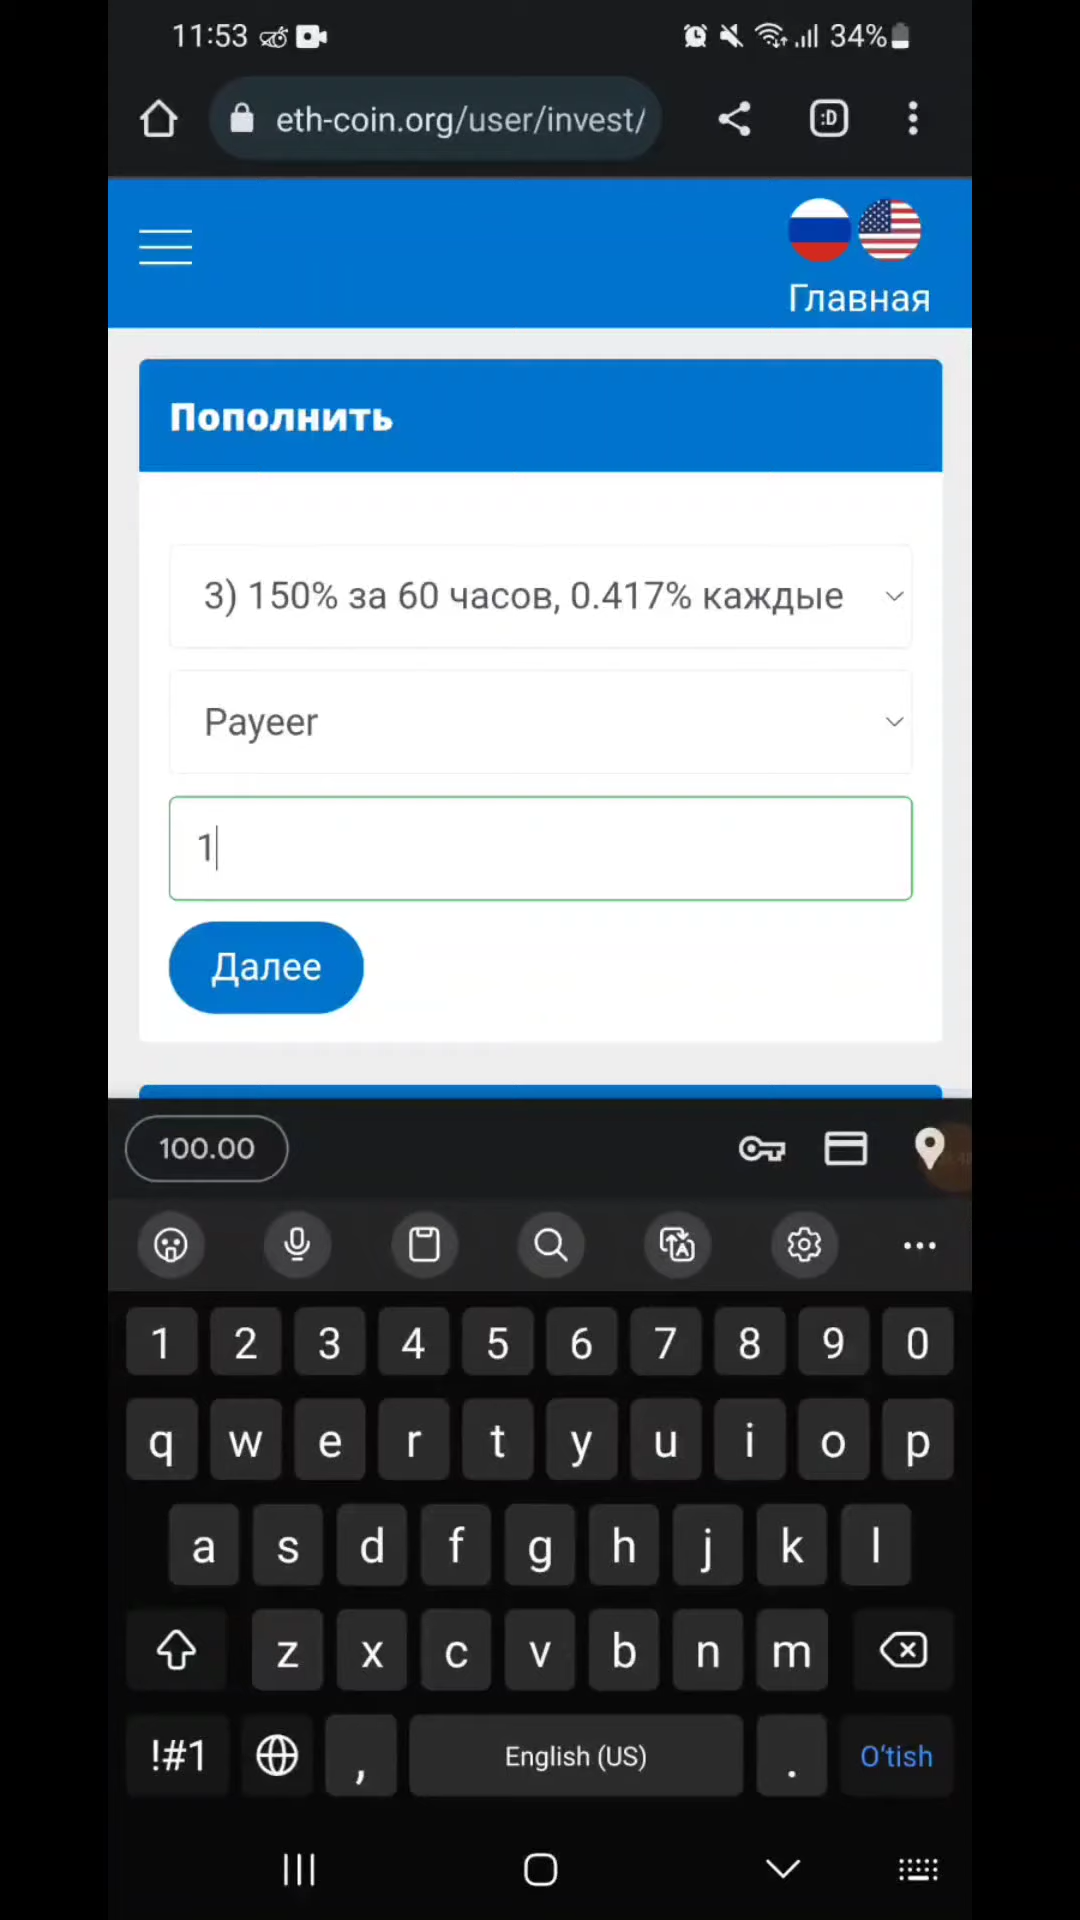 11:53
34%
eth-coin.org/user/invest/
:D
Главная
Пополнить
3) 150% за 60 часов, 0.417% каждые
Payeer
1
Далее
100.00
1 2 3 4 5 6 7 8 9 0
q w e r t y u i o p
a s d f g h j k l
z x c v b n m
!#1 , English (US) . O‘tish